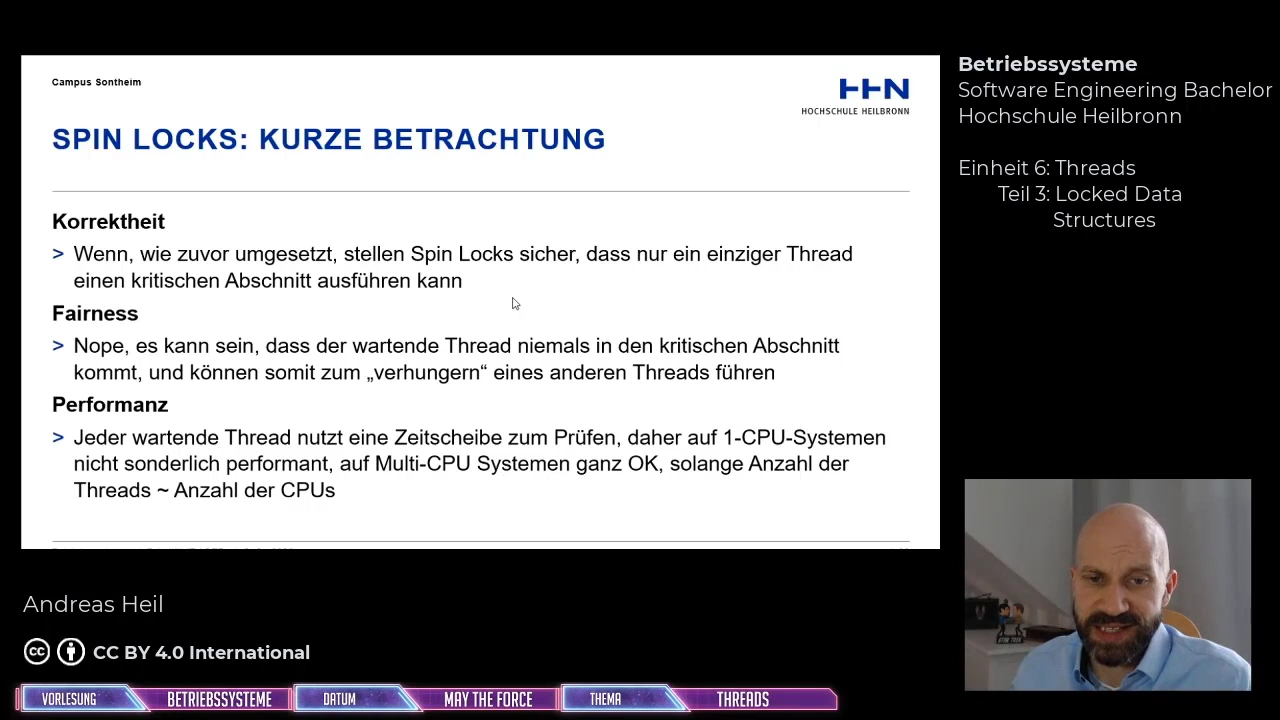 Campus Sontheim
HHN
HOCHSCHULE HEILBRONN
SPIN LOCKS: KURZE BETRACHTUNG
Korrektheit
> Wenn, wie zuvor umgesetzt, stellen Spin Locks sicher, dass nur ein einziger Thread
einen kritischen Abschnitt ausführen kann
Fairness
> Nope, es kann sein, dass der wartende Thread niemals in den kritischen Abschnitt
kommt, und können somit zum „verhungern“ eines anderen Threads führen
Performanz
> Jeder wartende Thread nutzt eine Zeitscheibe zum Prüfen, daher auf 1-CPU-Systemen
nicht sonderlich performant, auf Multi-CPU Systemen ganz OK, solange Anzahl der
Threads ~ Anzahl der CPUs
Betriebssysteme
Software Engineering Bachelor
Hochschule Heilbronn
Einheit 6: Threads
Teil 3: Locked Data
Structures
STAR TREK
Andreas Heil
cc CC BY 4.0 International
VORLESUNG BETRIEBSSYSTEME DATUM MAY THE FORCE THEMA THREADS